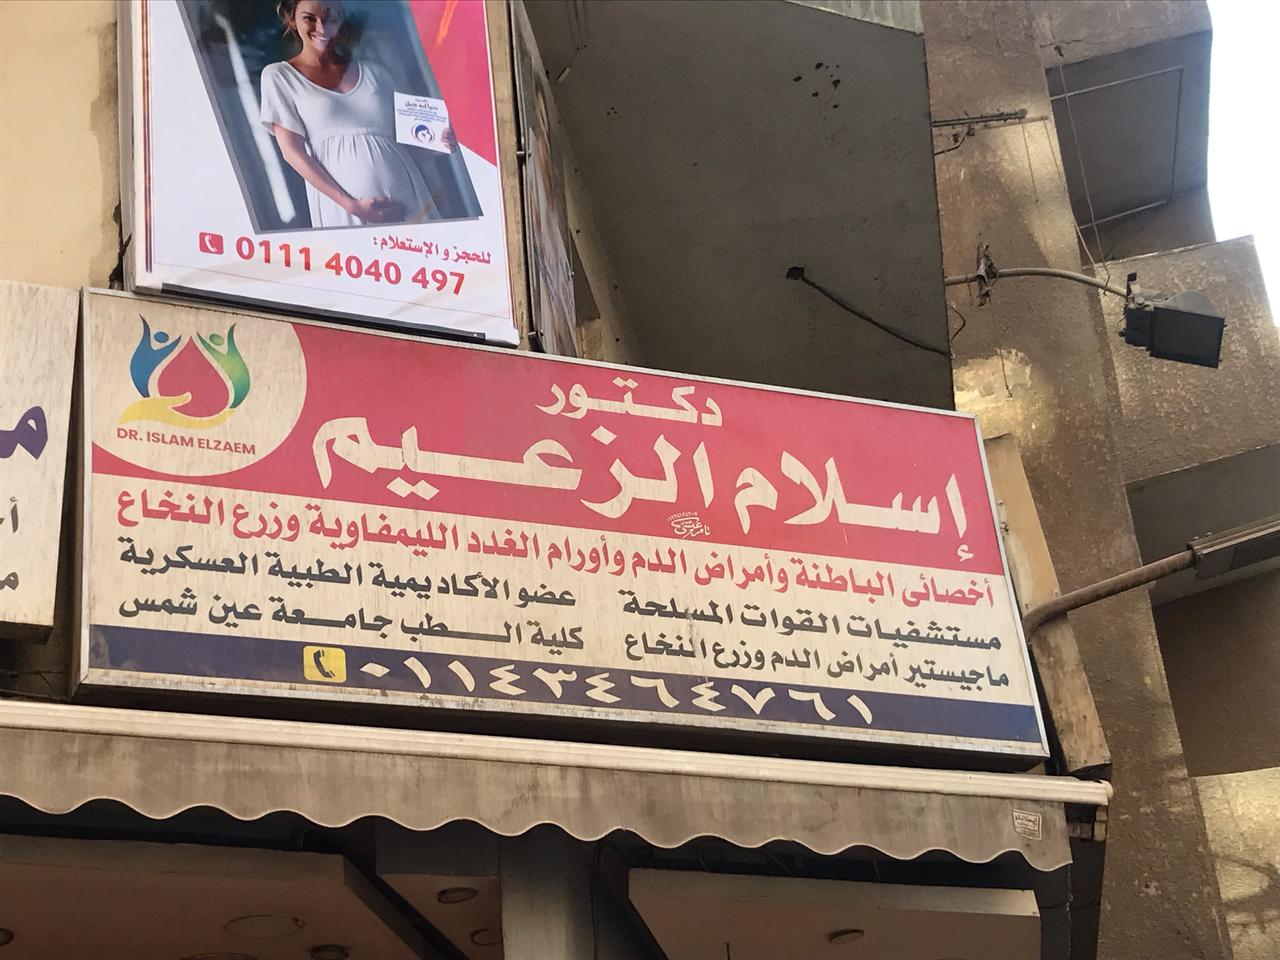 للحجز و الإستعلام:
0111 4040 497
DR. ISLAM ELZAEM
دكتور
إسلام الزعيم
أخصائى الباطنة وأمراض الدم وأورام الغدد الليمفاوية وزرع النخاع
مستشفيات القوات المسلحة عضو الأكاديمية الطبية العسكرية
ماجيستير أمراض الدم وزرع النخاع كلية الطب جامعة عين شمس
٠١١٤٣٤٦٤٧٦١